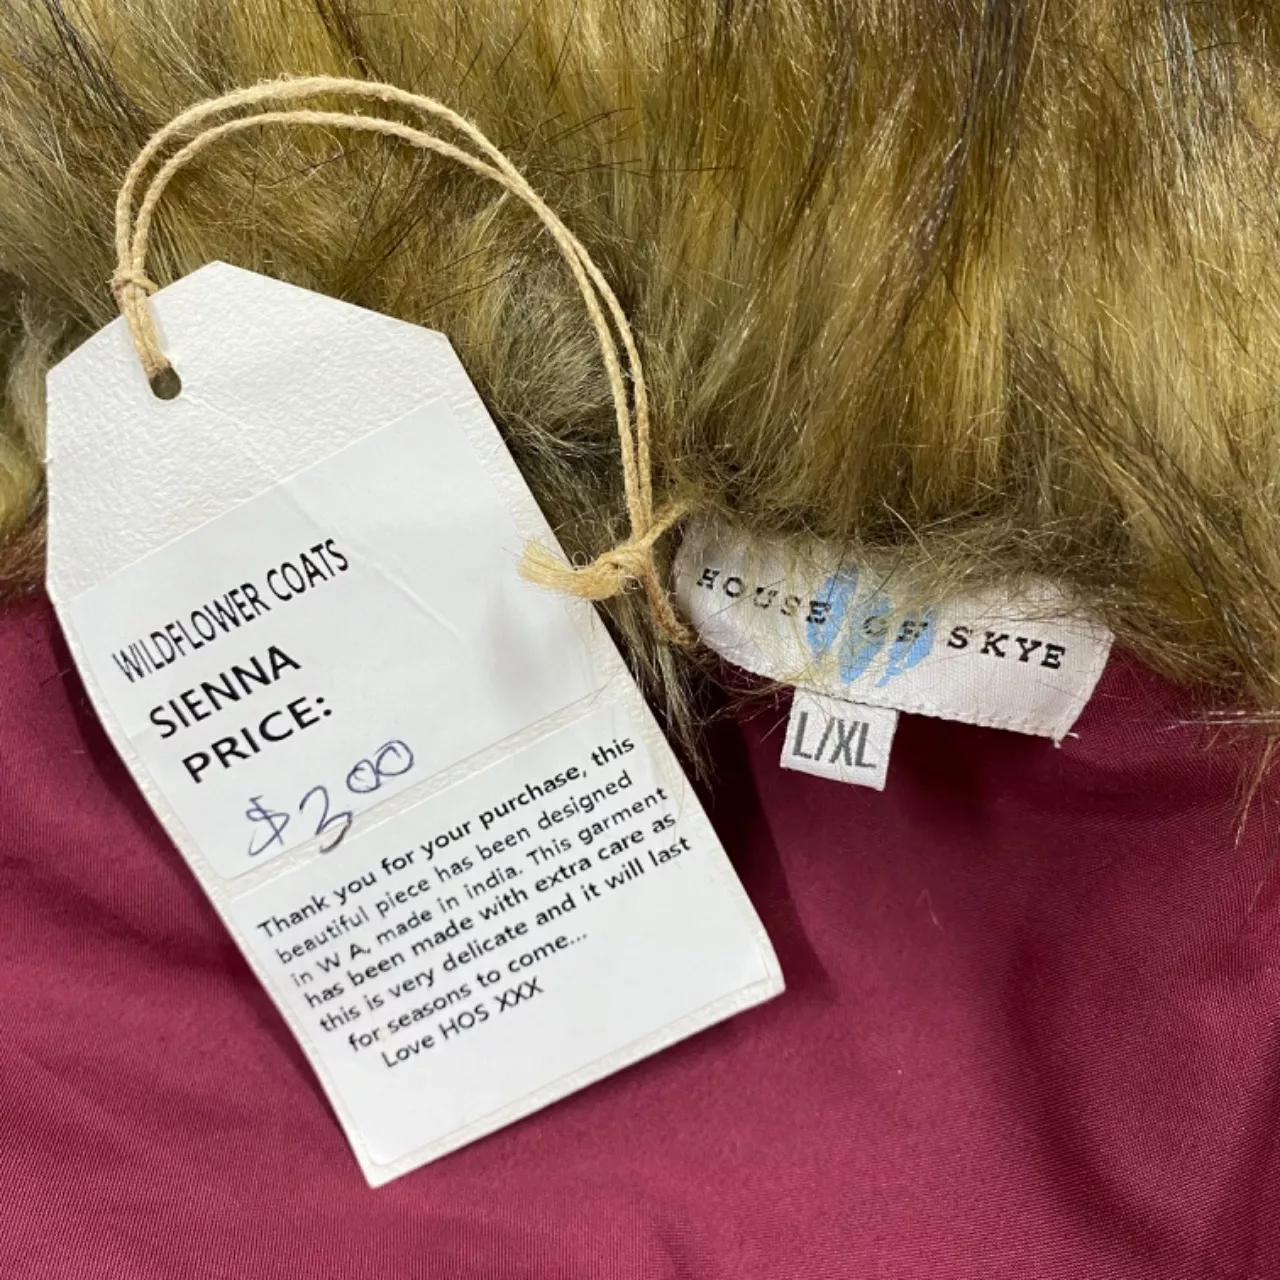 WILDFLOWER COATS
SIENNA
PRICE:
$300
Thank you for your purchase, this
beautiful piece has been designed
in W A, made in india. This garment
has been made with extra care as
this is very delicate and it will last
for seasons to come...
Love HOS XXX
HOUSE OF SKYE
L/XL